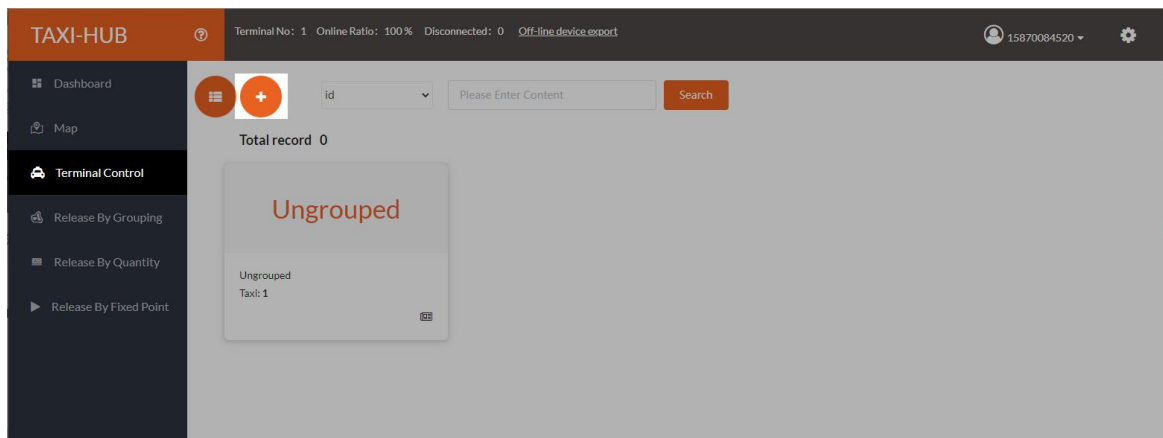 TAXI-HUB
Terminal No: 1 Online Ratio: 100 % Disconnected: 0 Off-line device export
15870084520
Dashboard
Map
Terminal Control
Release By Grouping
Release By Quantity
Release By Fixed Point
id
Please Enter Content
Search
Total record 0
Ungrouped
Ungrouped
Taxi: 1